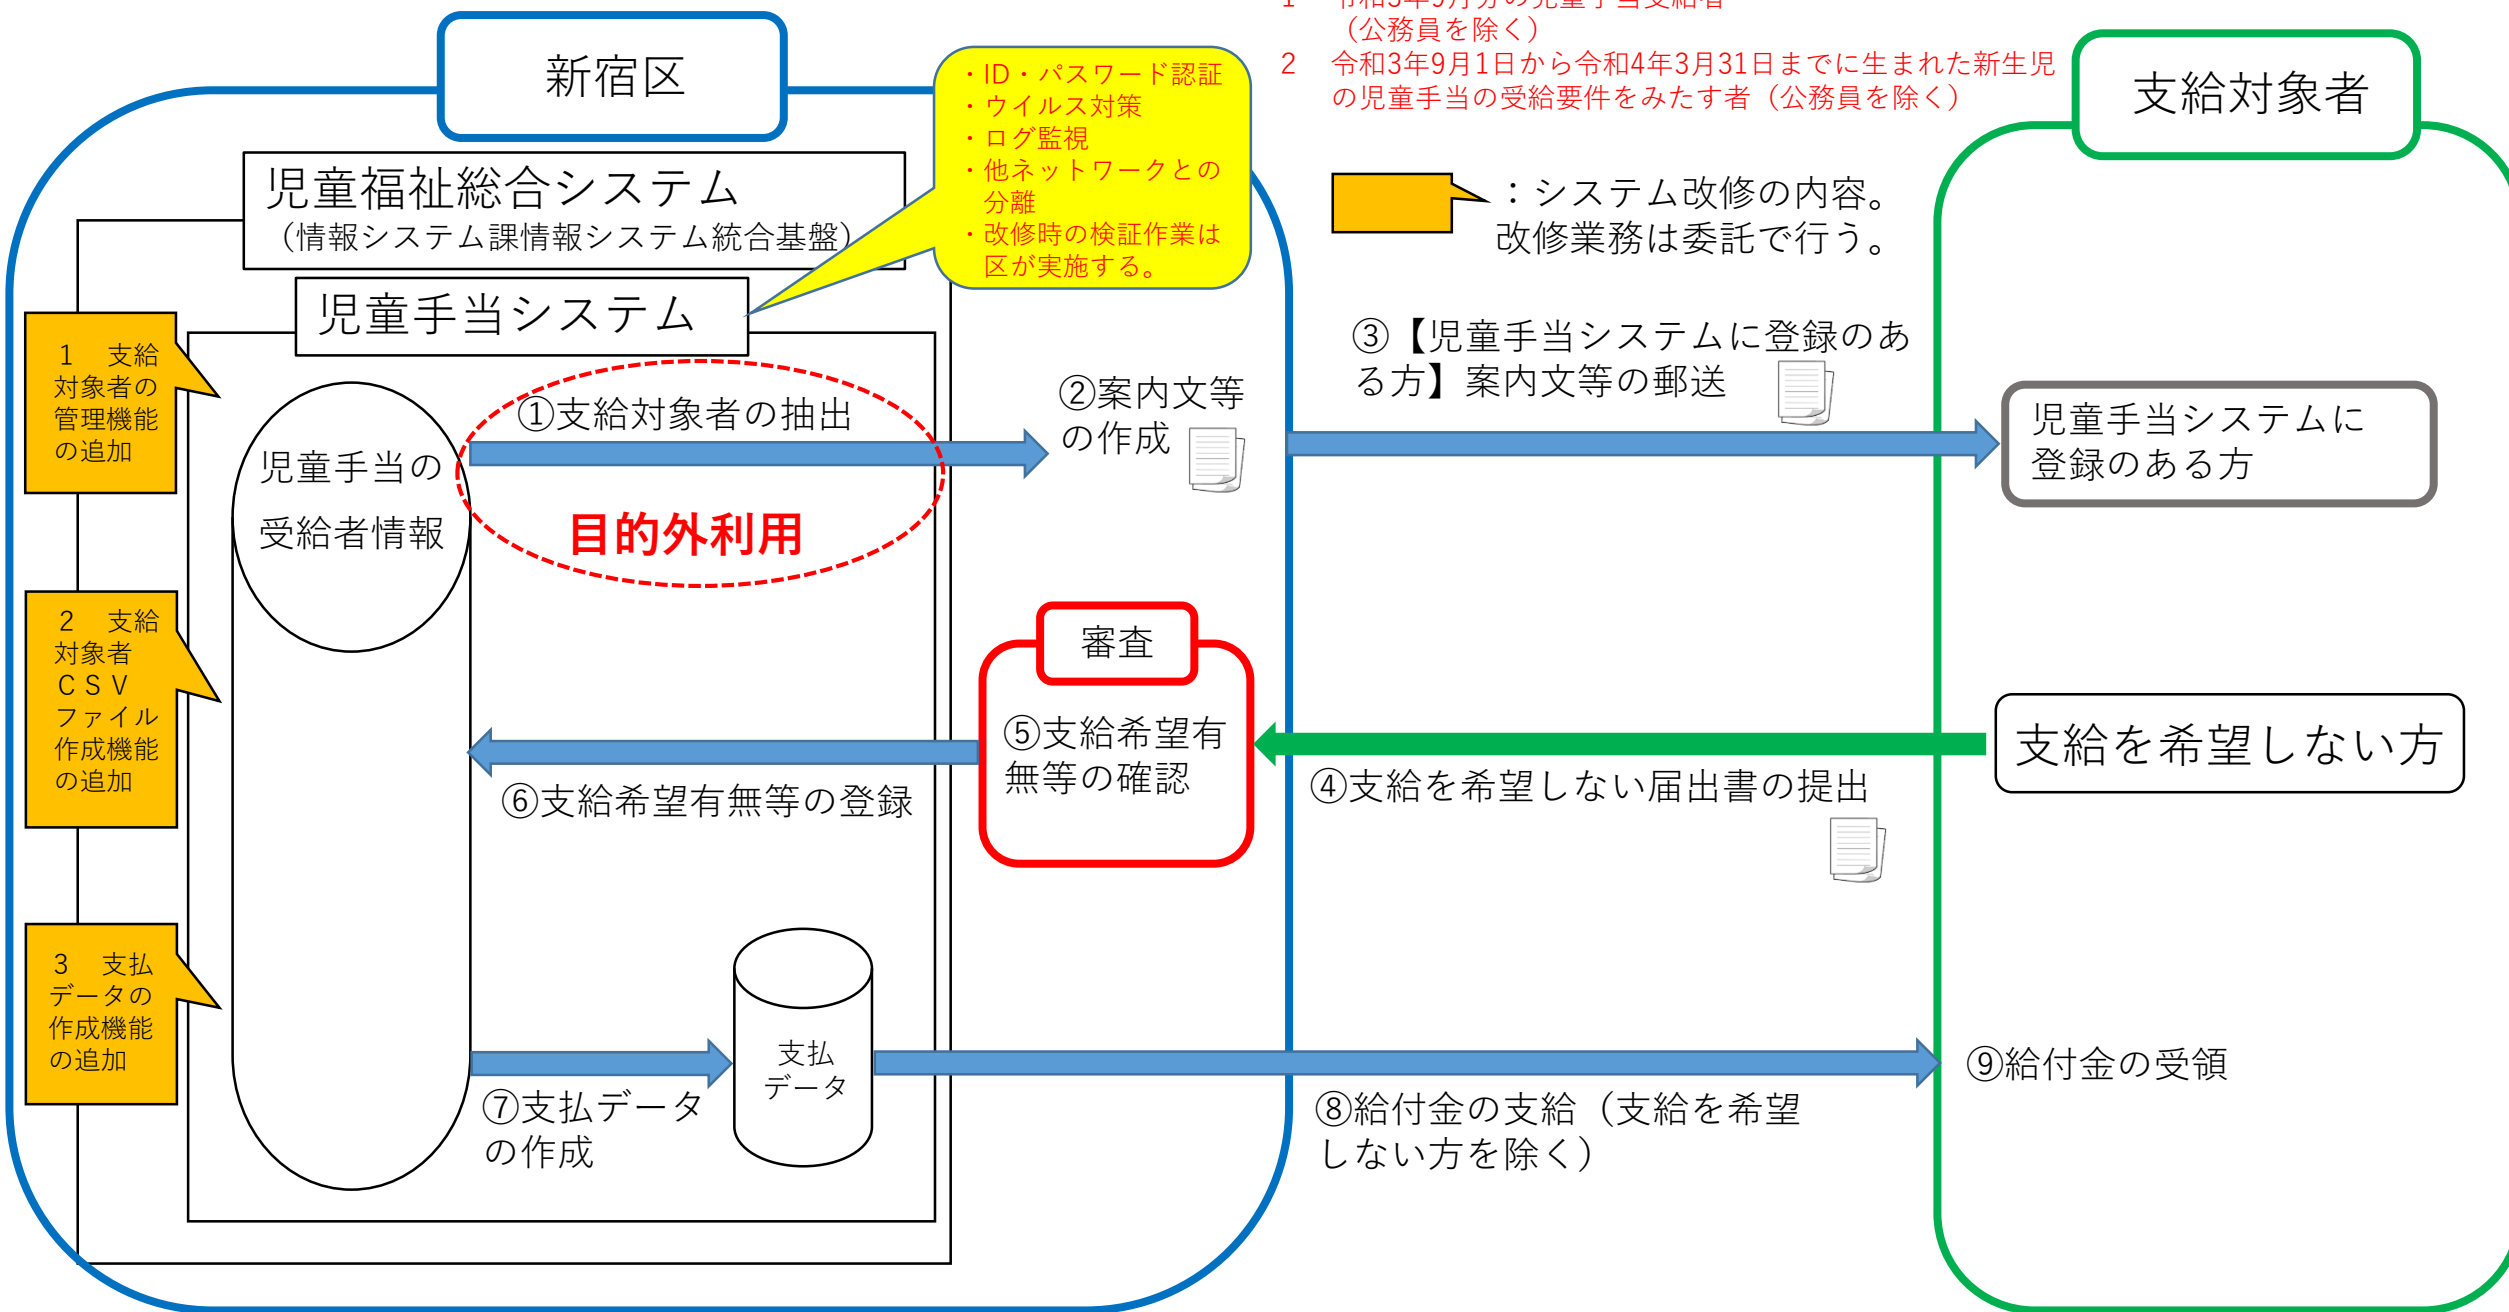 1　令和3年9月分の児童手当受給者
（公務員を除く）
2　令和3年9月1日から令和4年3月31日までに生まれた新生児
の児童手当の受給要件をみたす者（公務員を除く）
新宿区
支給対象者
・ID・パスワード認証
・ウイルス対策
・ログ監視
・他ネットワークとの
分離
・改修時の検証作業は
区が実施する。
児童福祉総合システム
（情報システム課情報システム統合基盤）
：システム改修の内容。
改修業務は委託で行う。
児童手当システム
1　支給
対象者の
管理機能
の追加
児童手当の
受給者情報
①支給対象者の抽出
目的外利用
②案内文等
の作成
③【児童手当システムに登録のあ
る方】案内文等の郵送
児童手当システムに
登録のある方
2　支給
対象者
ＣＳＶ
ファイル
作成機能
の追加
審査
⑤支給希望有
無等の確認
⑥支給希望有無等の登録
④支給を希望しない届出書の提出
支給を希望しない方
3　支払
データの
作成機能
の追加
支払
データ
⑦支払データ
の作成
⑧給付金の支給（支給を希望
しない方を除く）
⑨給付金の受領